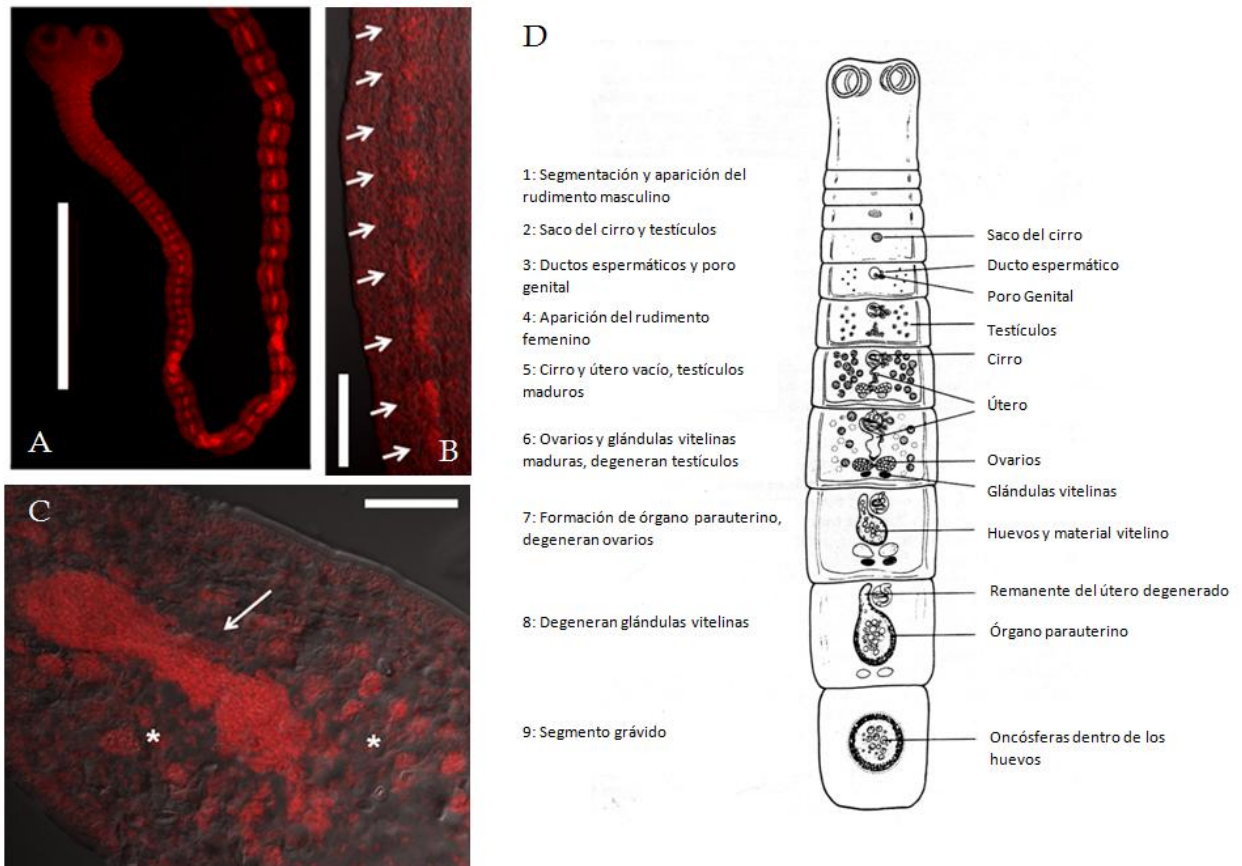 A
B
C
*
*
D
1: Segmentación y aparición del
rudimento masculino
2: Saco del cirro y testículos
3: Ductos espermáticos y poro
genital
4: Aparición del rudimento
femenino
5: Cirro y útero vacío, testículos
maduros
6: Ovarios y glándulas vitelinas
maduras, degeneran testículos
7: Formación de órgano parauterino,
degeneran ovarios
8: Degeneran glándulas vitelinas
9: Segmento grávido
Saco del cirro
Ducto espermático
Poro Genital
Testículos
Cirro
Útero
Ovarios
Glándulas vitelinas
Huevos y material vitelino
Remanente del útero degenerado
Órgano parauterino
Oncósferas dentro de los
huevos